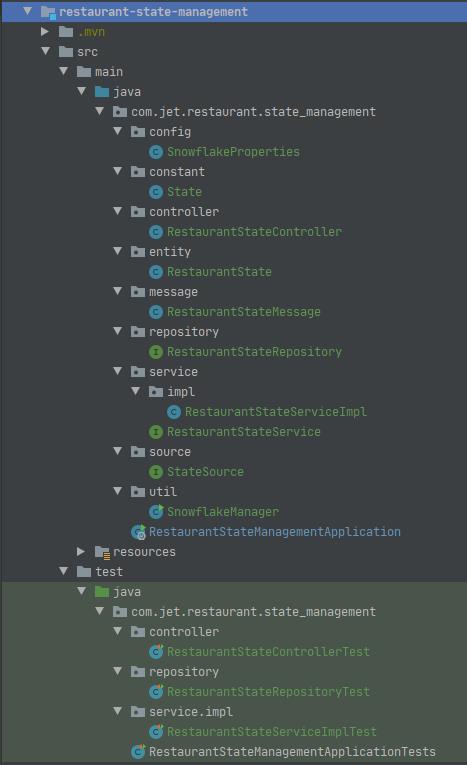 restaurant-state-management
.mvn
src
main
java
com.jet.restaurant.state_management
config
SnowflakeProperties
constant
State
controller
RestaurantStateController
entity
RestaurantState
message
RestaurantStateMessage
repository
RestaurantStateRepository
service
impl
RestaurantStateServiceImpl
RestaurantStateService
source
StateSource
util
SnowflakeManager
RestaurantStateManagementApplication
resources
test
java
com.jet.restaurant.state_management
controller
RestaurantStateControllerTest
repository
RestaurantStateRepositoryTest
service.impl
RestaurantStateServiceImplTest
RestaurantStateManagementApplicationTests